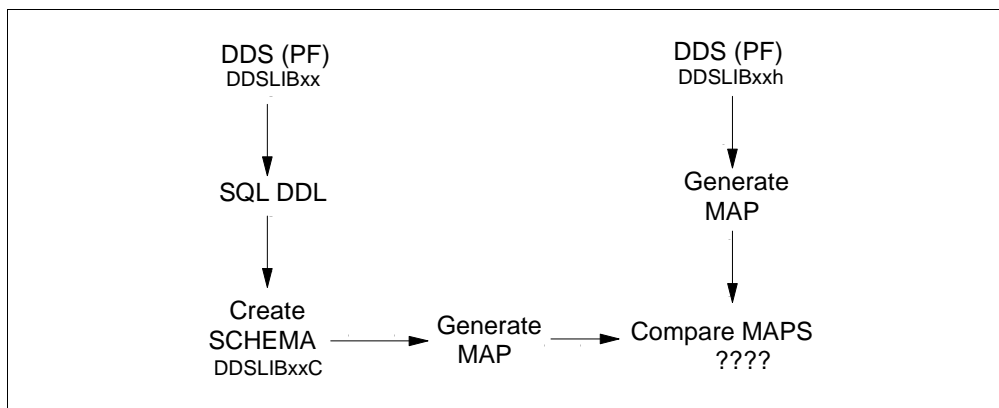 DDS (PF)
DDSLIBxx
SQL DDL
Create
SCHEMA
DDSLIBxxC
Generate
MAP
DDS (PF)
DDSLIBxxh
Generate
MAP
Compare MAPS
????